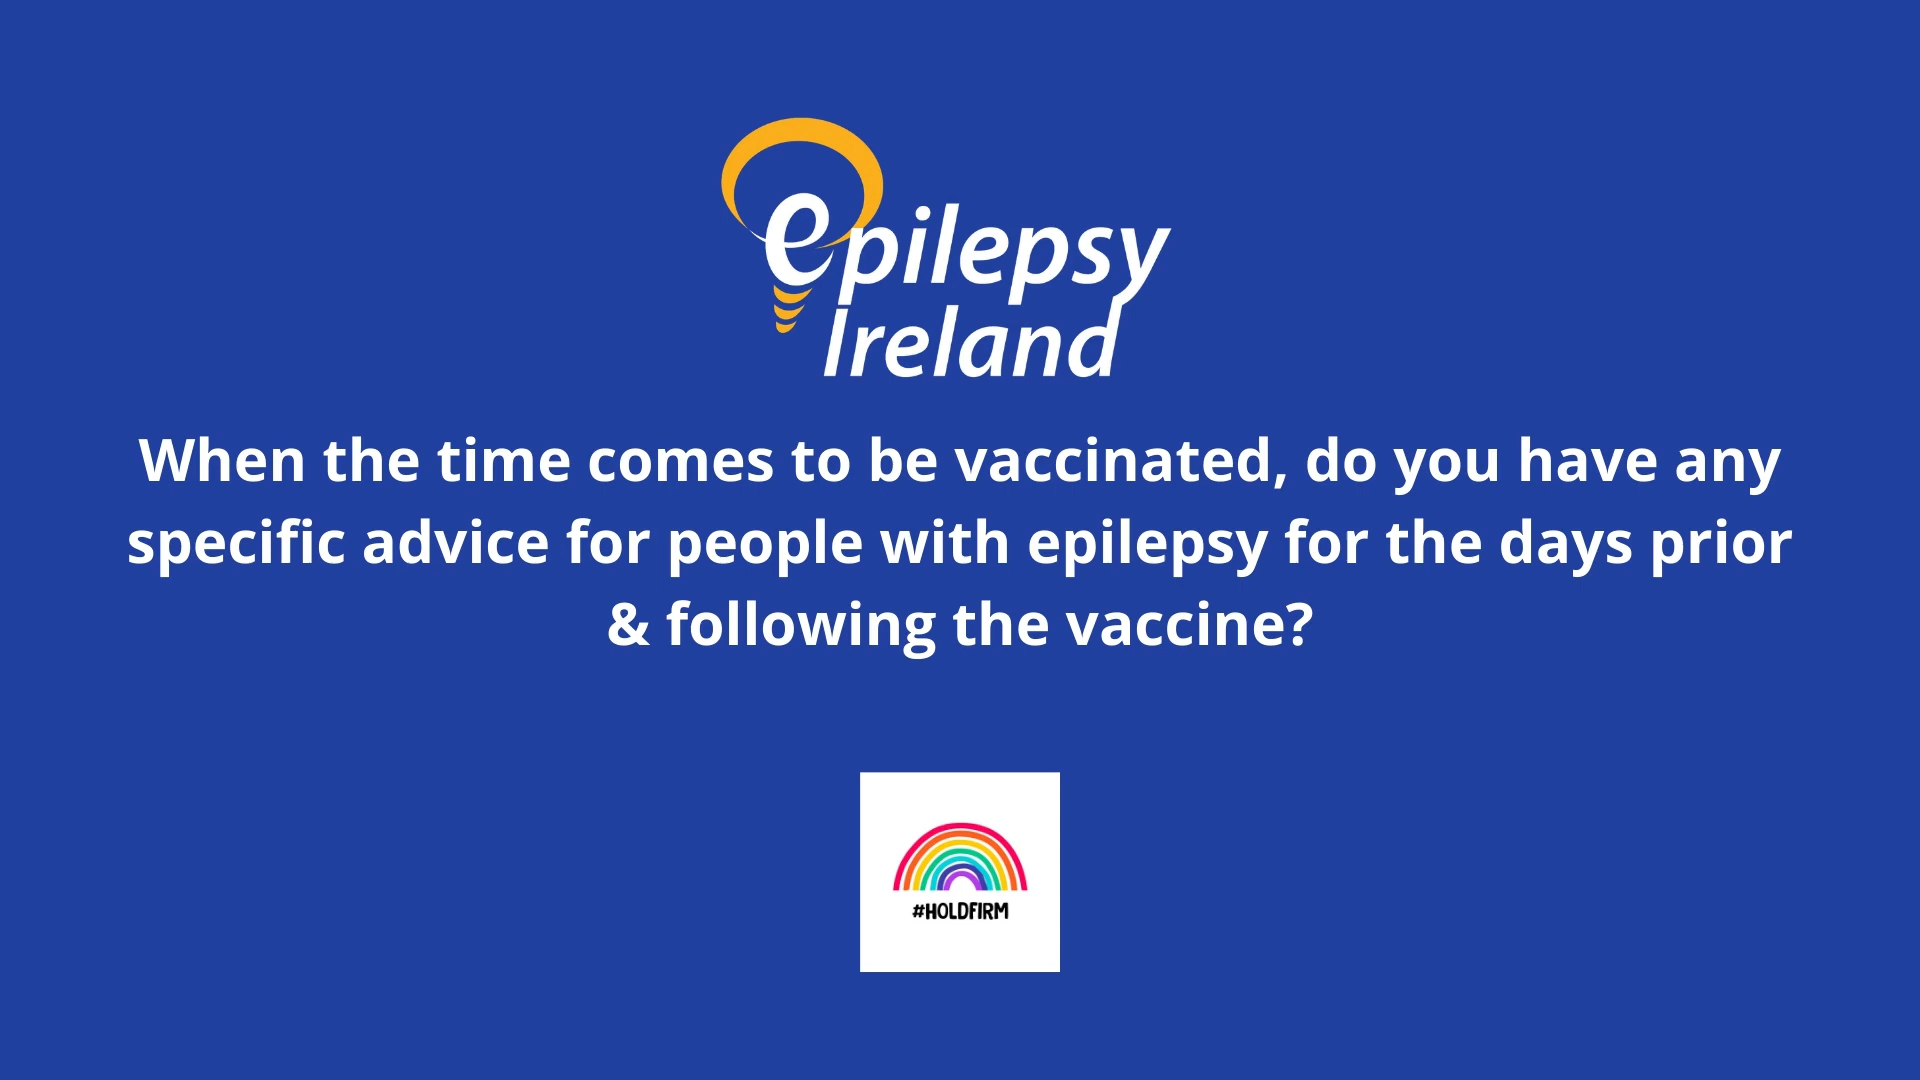 epilepsy
Ireland
When the time comes to be vaccinated, do you have any
specific advice for people with epilepsy for the days prior
& following the vaccine?
#HOLDFIRM